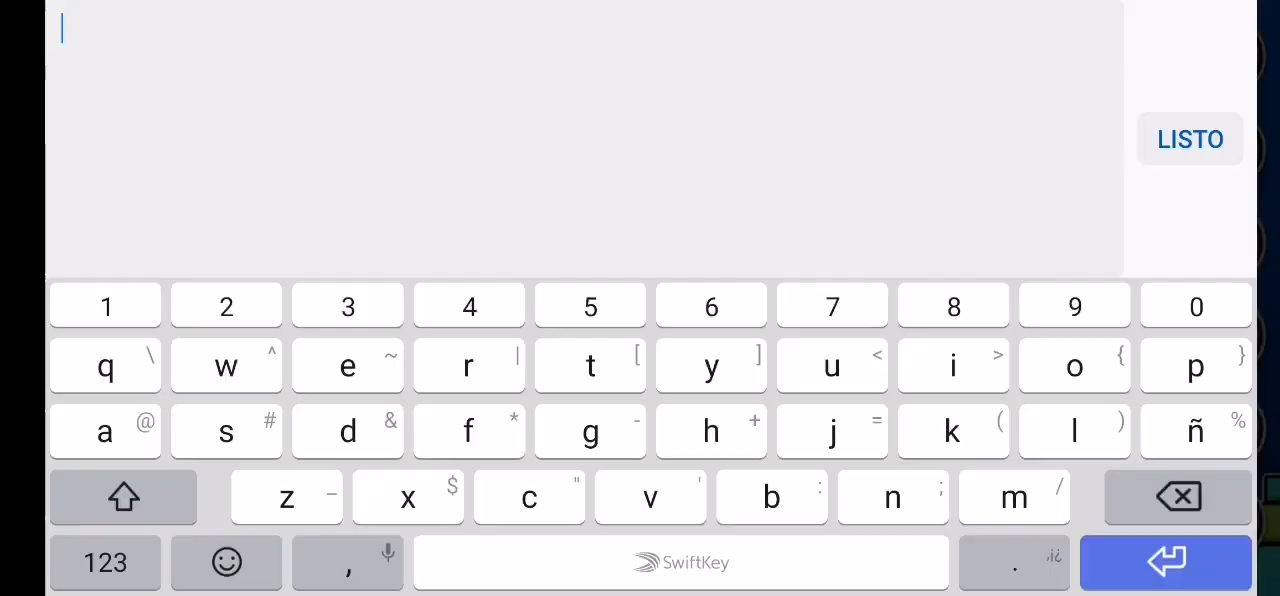 LISTO
1 2 3 4 5 6 7 8 9 0
q \ w ^ e ~ r | t [ y ] u < i > o { p }
a @ s # d & f * g - h + j = k ( l ) ñ %
z _ x $ c " v ' b : n ; m /
123 , SwiftKey . ,¡¿